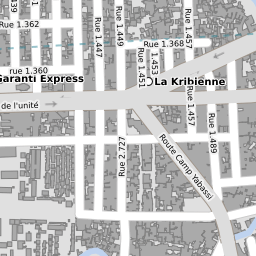 Rue 1.362
Rue 1.447
Rue 1.449
Rue 1.368
Rue 1.457
rue 1.360
Rue 1.453
Rue 1.451
Garanti Express
La Kribienne
de l'unité
Rue 1.457
Rue 1.489
Rue 2.727
Route Camp Yabassi